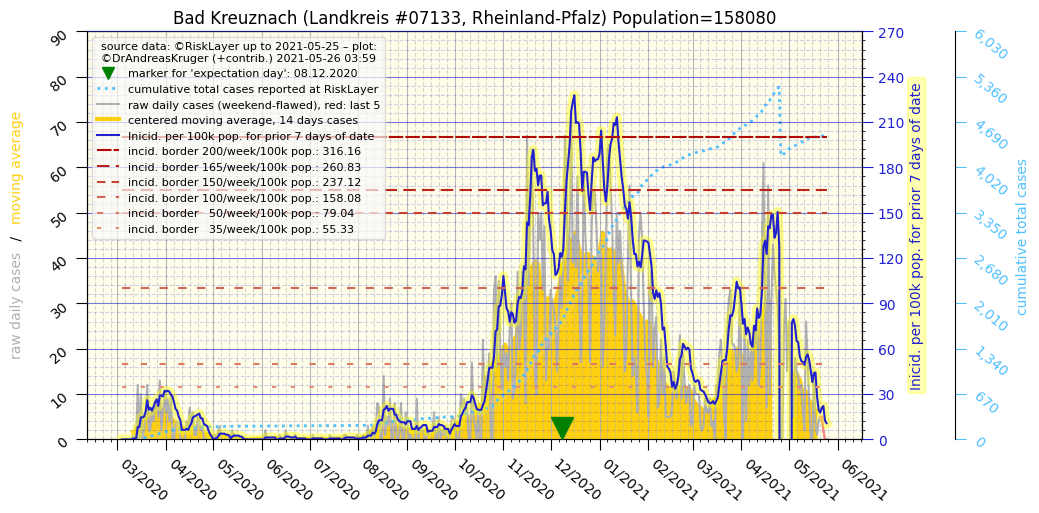 Bad Kreuznach (Landkreis #07133, Rheinland-Pfalz) Population=158080
source data: ©RiskLayer up to 2021-05-25 – plot:
©DrAndreasKruger (+contrib.) 2021-05-26 03:59
marker for 'expectation day': 08.12.2020
cumulative total cases reported at RiskLayer
raw daily cases (weekend-flawed), red: last 5
centered moving average, 14 days cases
Inicid. per 100k pop. for prior 7 days of date
incid. border 200/week/100k pop.: 316.16
incid. border 165/week/100k pop.: 260.83
incid. border 150/week/100k pop.: 237.12
incid. border 100/week/100k pop.: 158.08
incid. border   50/week/100k pop.: 79.04
incid. border   35/week/100k pop.: 55.33
raw daily cases   /   moving average
90
80
70
60
50
40
30
20
10
0
270
240
210
180
150
120
90
60
30
0
Inicid. per 100k pop. for prior 7 days of date
6,030
5,360
4,690
4,020
3,350
2,680
2,010
1,340
670
0
cumulative total cases
03/2020
04/2020
05/2020
06/2020
07/2020
08/2020
09/2020
10/2020
11/2020
12/2020
01/2021
02/2021
03/2021
04/2021
05/2021
06/2021